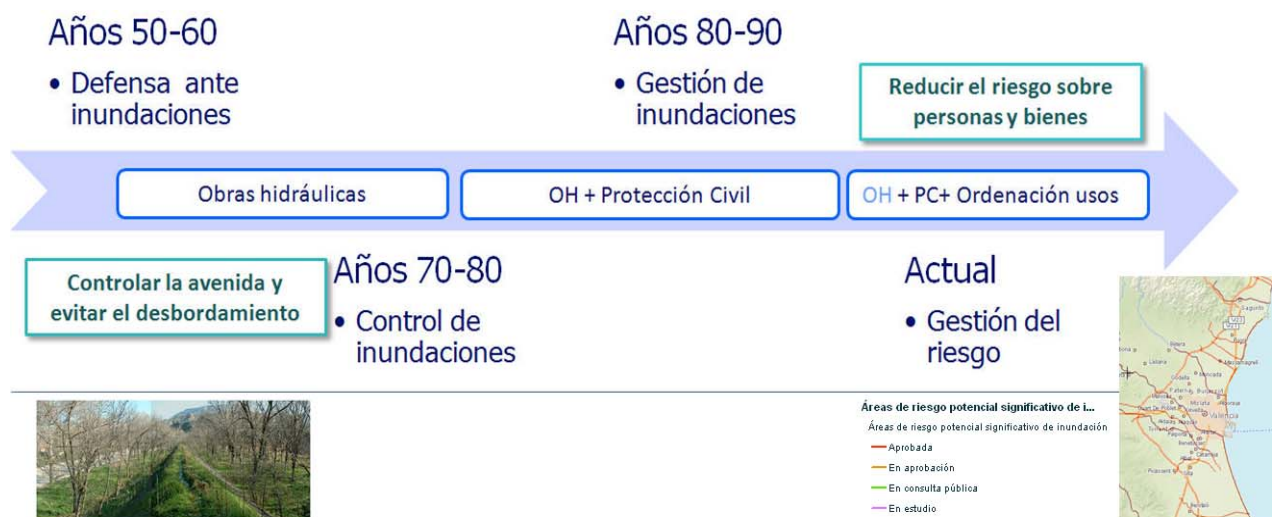 Años 50-60
• Defensa ante
inundaciones
Años 80-90
• Gestión de
inundaciones
Reducir el riesgo sobre
personas y bienes
Obras hidráulicas
OH + Protección Civil
OH + PC+ Ordenación usos
Controlar la avenida y
evitar el desbordamiento
Años 70-80
• Control de
inundaciones
Actual
• Gestión del
riesgo
Áreas de riesgo potencial significativo de i...
Áreas de riesgo potencial significativo de inundación
Aprobada
En aprobación
En consulta pública
En estudio
Sagunto
Valencia